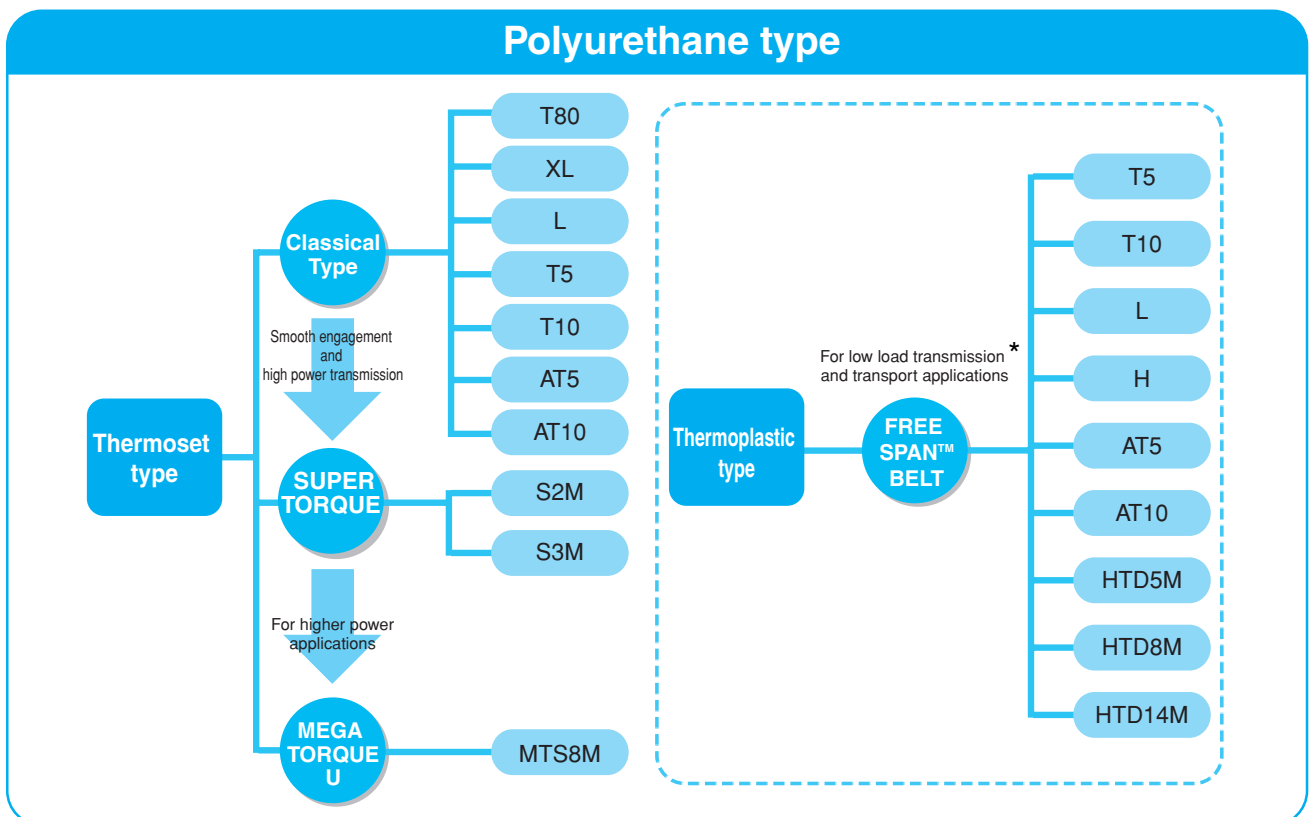 Polyurethane type
Thermoset
type
Classical
Type
Smooth engagement
and
high power transmission
SUPER
TORQUE
For higher power
applications
MEGA
TORQUE
U
T80
XL
L
T5
T10
AT5
AT10
S2M
S3M
MTS8M
Thermoplastic
type
For low load transmission *
and transport applications
FREE
SPAN™
BELT
T5
T10
L
H
AT5
AT10
HTD5M
HTD8M
HTD14M